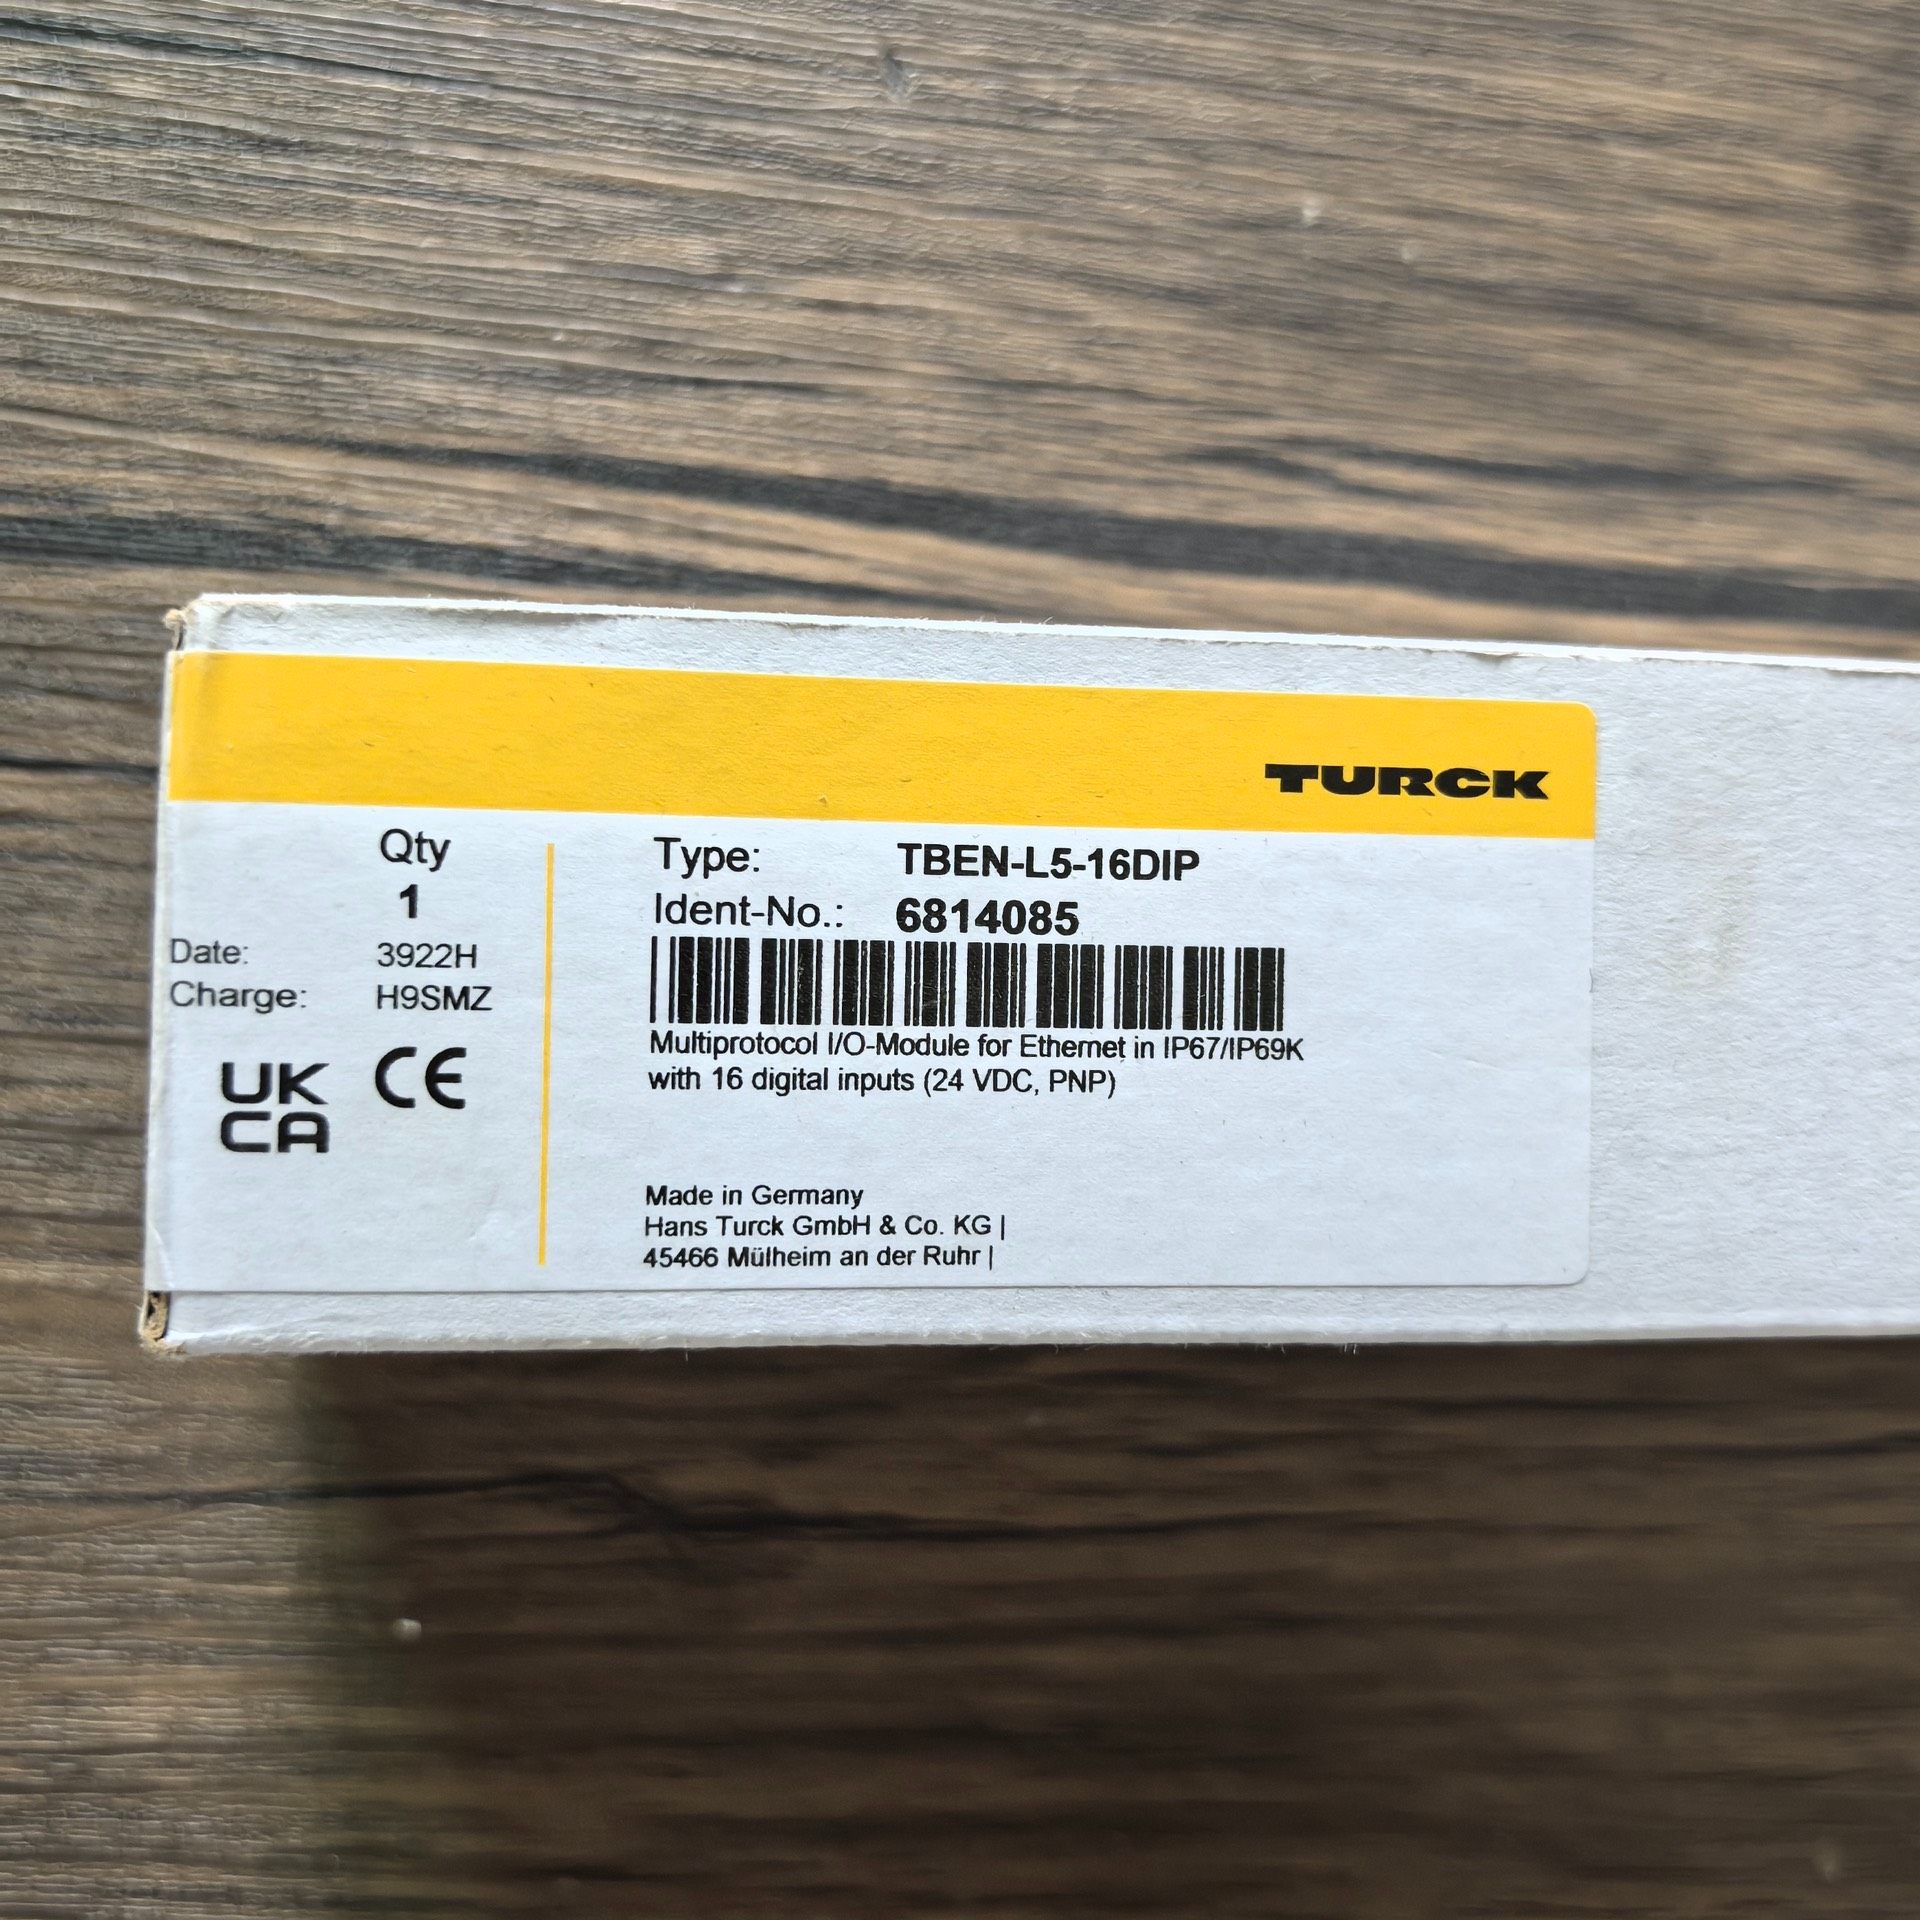 TURCK
Qty
1
Date: 3922H
Charge: H9SMZ
UK
CA
CE
Type: TBEN-L5-16DIP
Ident-No.: 6814085
Multiprotocol I/O-Module for Ethernet in IP67/IP69K
with 16 digital inputs (24 VDC, PNP)
Made in Germany
Hans Turck GmbH & Co. KG |
45466 Mülheim an der Ruhr |